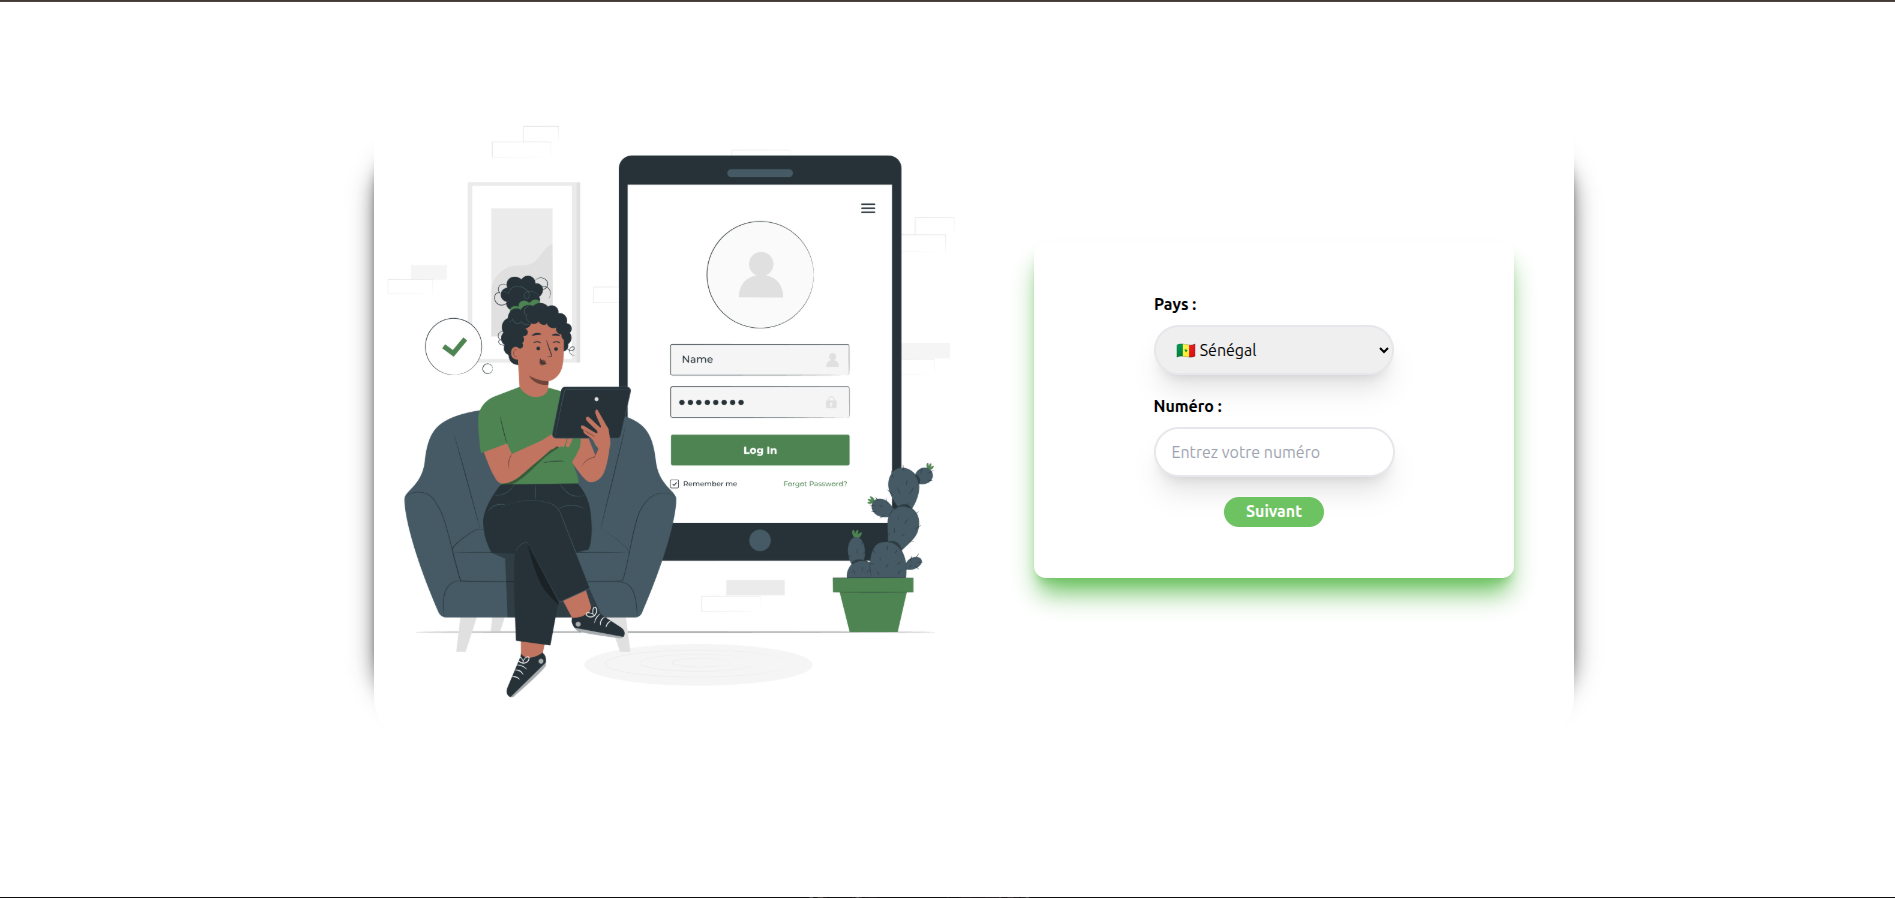 Name
••••••••
Log In
Remember me
Forgot Password?
Pays :
🇸🇳 Sénégal
Numéro :
Entrez votre numéro
Suivant